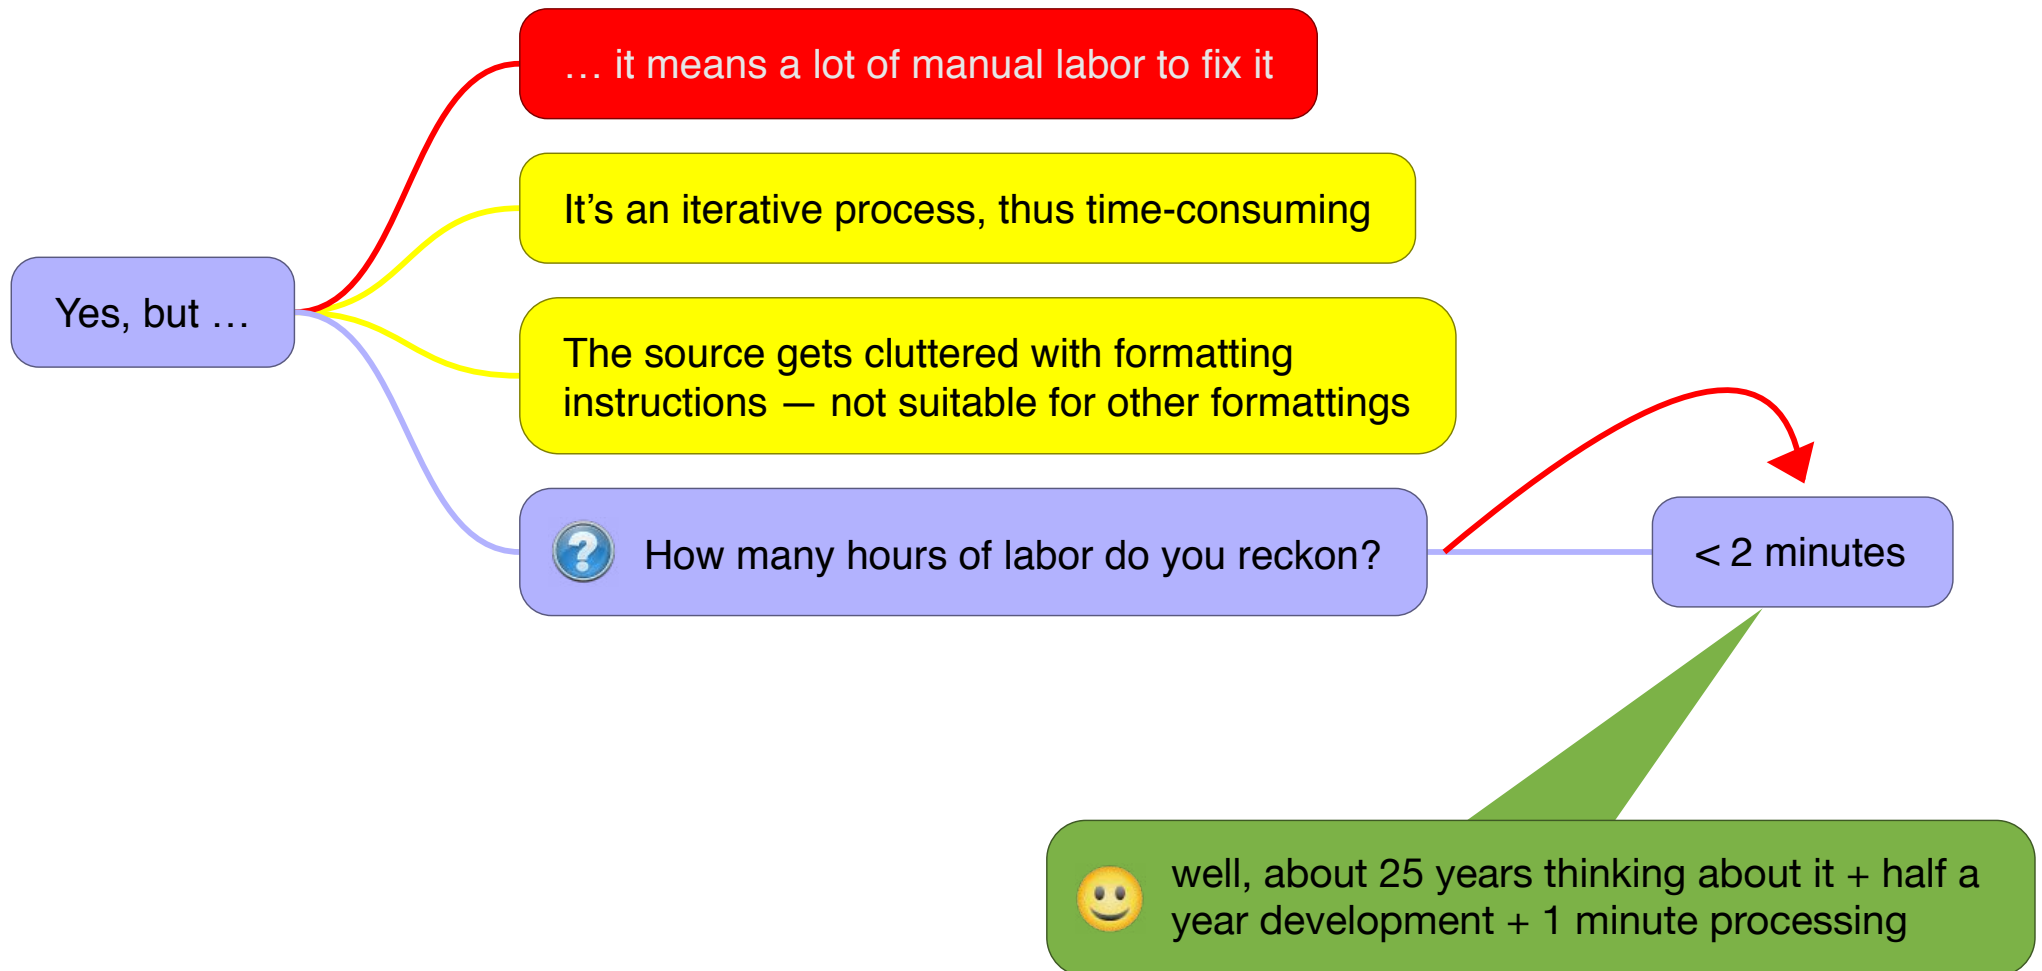 … it means a lot of manual labor to fix it
It’s an iterative process, thus time-consuming
Yes, but …
The source gets cluttered with formatting
instructions — not suitable for other formattings
How many hours of labor do you reckon?
< 2 minutes
well, about 25 years thinking about it + half a
year development + 1 minute processing